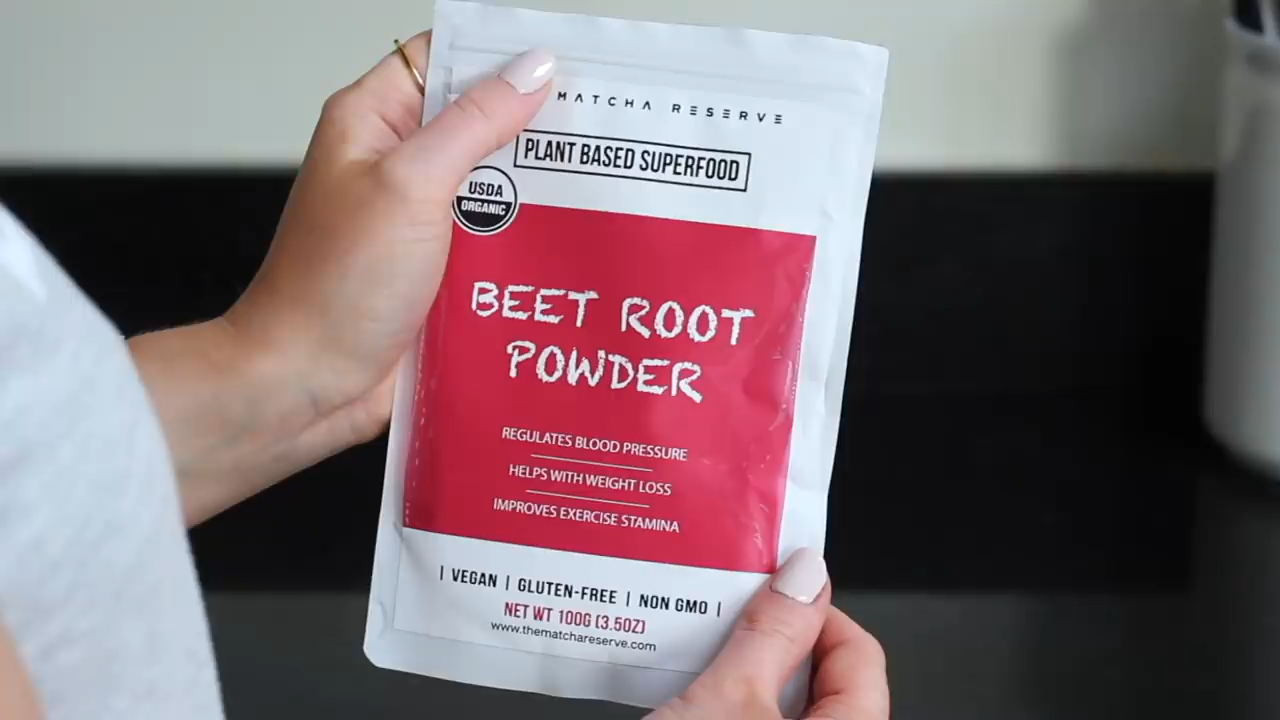 MATCHA RESERVE
PLANT BASED SUPERFOOD
USDA
ORGANIC
BEET ROOT
POWDER
REGULATES BLOOD PRESSURE
HELPS WITH WEIGHT LOSS
IMPROVES EXERCISE STAMINA
| VEGAN | GLUTEN-FREE | NON GMO |
NET WT 100G (3.5OZ)
www.thematchareserve.com